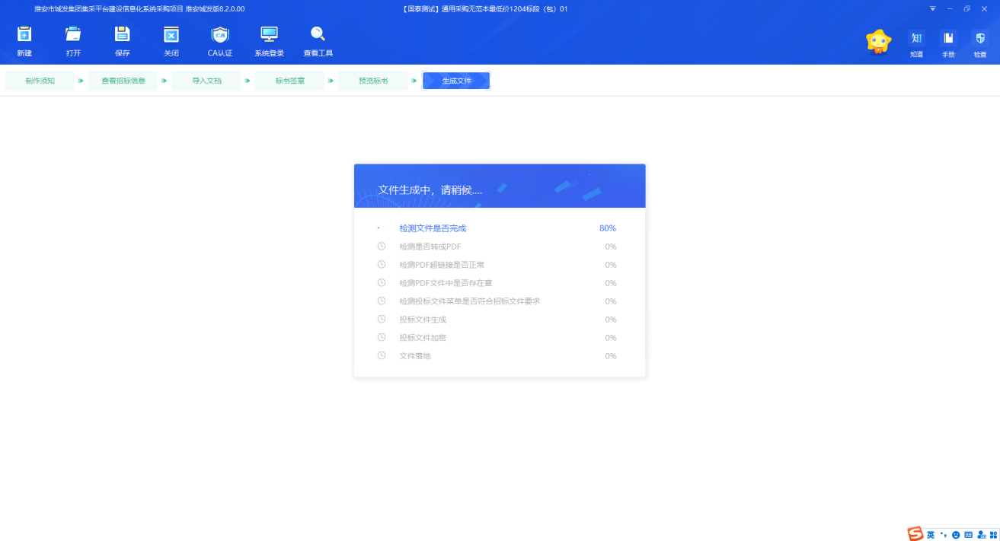 淮安市城发集团集采平台建设信息化系统采购项目 淮安城发版8.2.0.00
【国泰测试】通用采购无范本最低价1204标段（包）01
新建 打开 保存 关闭 CA认证 系统登录 查看工具
知道 手册 检查
制作须知 查看招标信息 导入文档 标书签章 预览标书 生成文件
文件生成中，请稍候....
检测文件是否完成 80%
检测是否转成PDF 0%
检测PDF超链接是否正常 0%
检测PDF文件中是否存在章 0%
检测投标文件菜单是否符合招标文件要求 0%
投标文件生成 0%
投标文件加密 0%
文件落地 0%
英